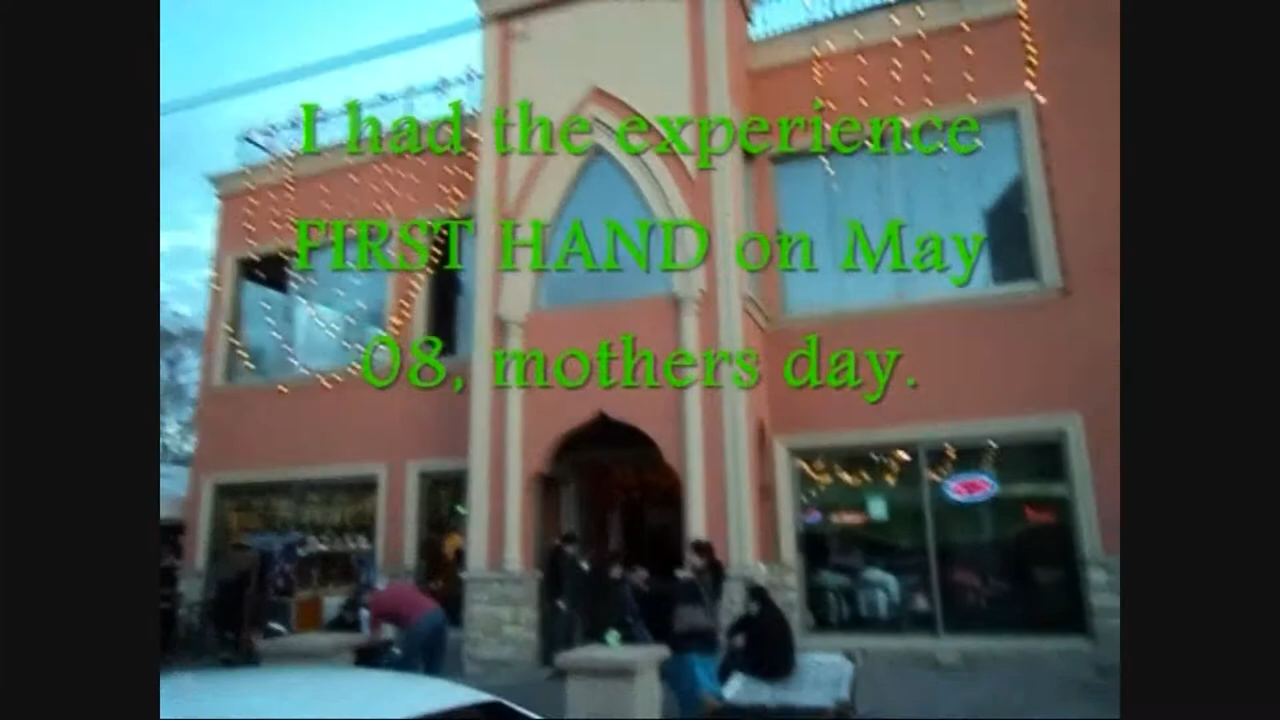 I had the experience
FIRST HAND on May
08, mothers day.